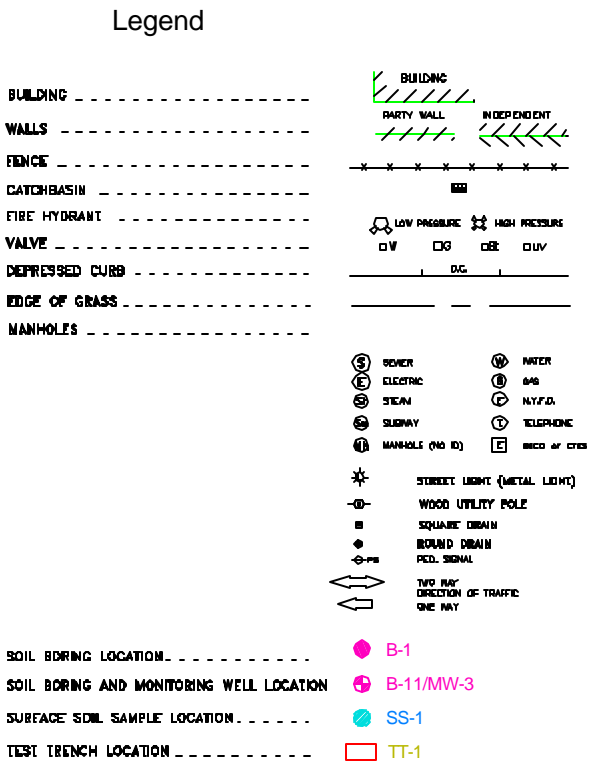 Legend
BUILDING
BUILDING
WALLS
PARTY WALL INDEPENDENT
FENCE
CATCHBASIN
FIRE HYDRANT
LOW PRESSURE HIGH PRESSURE
VALVE
W G UV
DEPRESSED CURB
D.C.
EDGE OF GRASS
MANHOLES
S SEWER W WATER
E ELECTRIC GAS
STEAM N.Y.F.D.
SUBWAY T TELEPHONE
MANHOLE (NO ID) E
STREET LIGHT (METAL LIGHT)
WOOD UTILITY POLE
SQUARE DRAIN
ROUND DRAIN
PS PED. SIGNAL
TWO WAY
DIRECTION OF TRAFFIC
ONE WAY
SOIL BORING LOCATION B-1
SOIL BORING AND MONITORING WELL LOCATION B-11/MW-3
SURFACE SOIL SAMPLE LOCATION SS-1
TEST TRENCH LOCATION TT-1